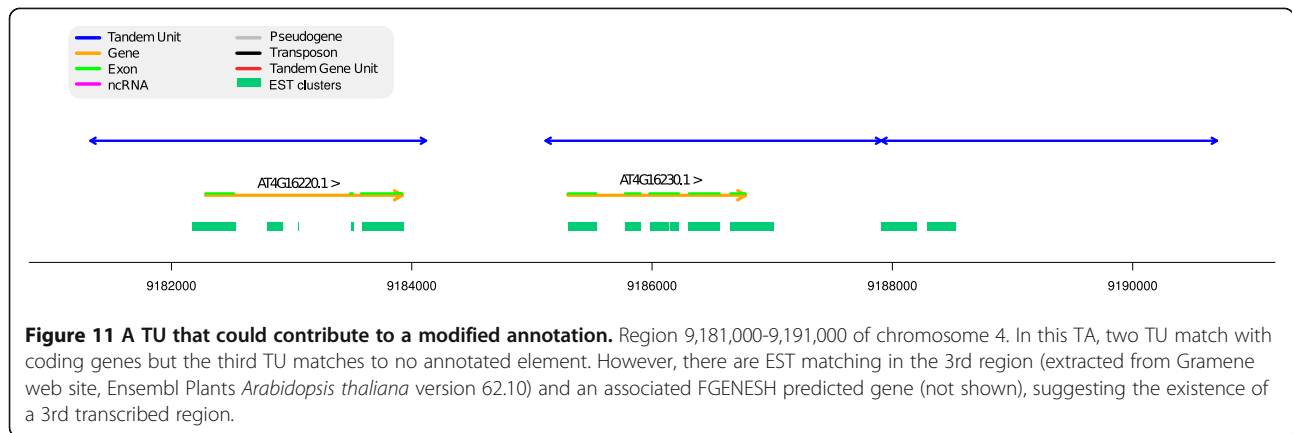 Tandem Unit
Gene
Exon
ncRNA
Pseudogene
Transposon
Tandem Gene Unit
EST clusters
AT4G16220.1 >
AT4G16230.1 >
9182000
9184000
9186000
9188000
9190000
Figure 11 A TU that could contribute to a modified annotation. Region 9,181,000-9,191,000 of chromosome 4. In this TA, two TU match with
coding genes but the third TU matches to no annotated element. However, there are EST matching in the 3rd region (extracted from Gramene
web site, Ensembl Plants Arabidopsis thaliana version 62.10) and an associated FGENESH predicted gene (not shown), suggesting the existence of
a 3rd transcribed region.